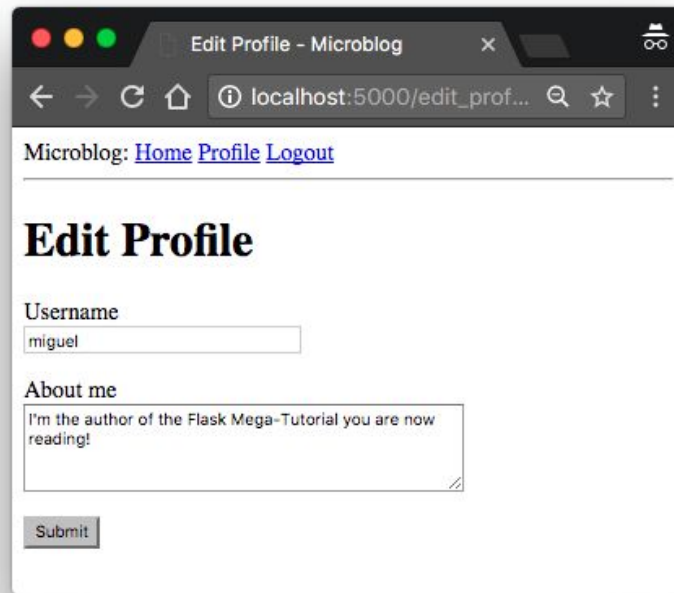 Edit Profile - Microblog
localhost:5000/edit_prof...
Microblog: Home Profile Logout
Edit Profile
Username
miguel
About me
I'm the author of the Flask Mega-Tutorial you are now
reading!
Submit